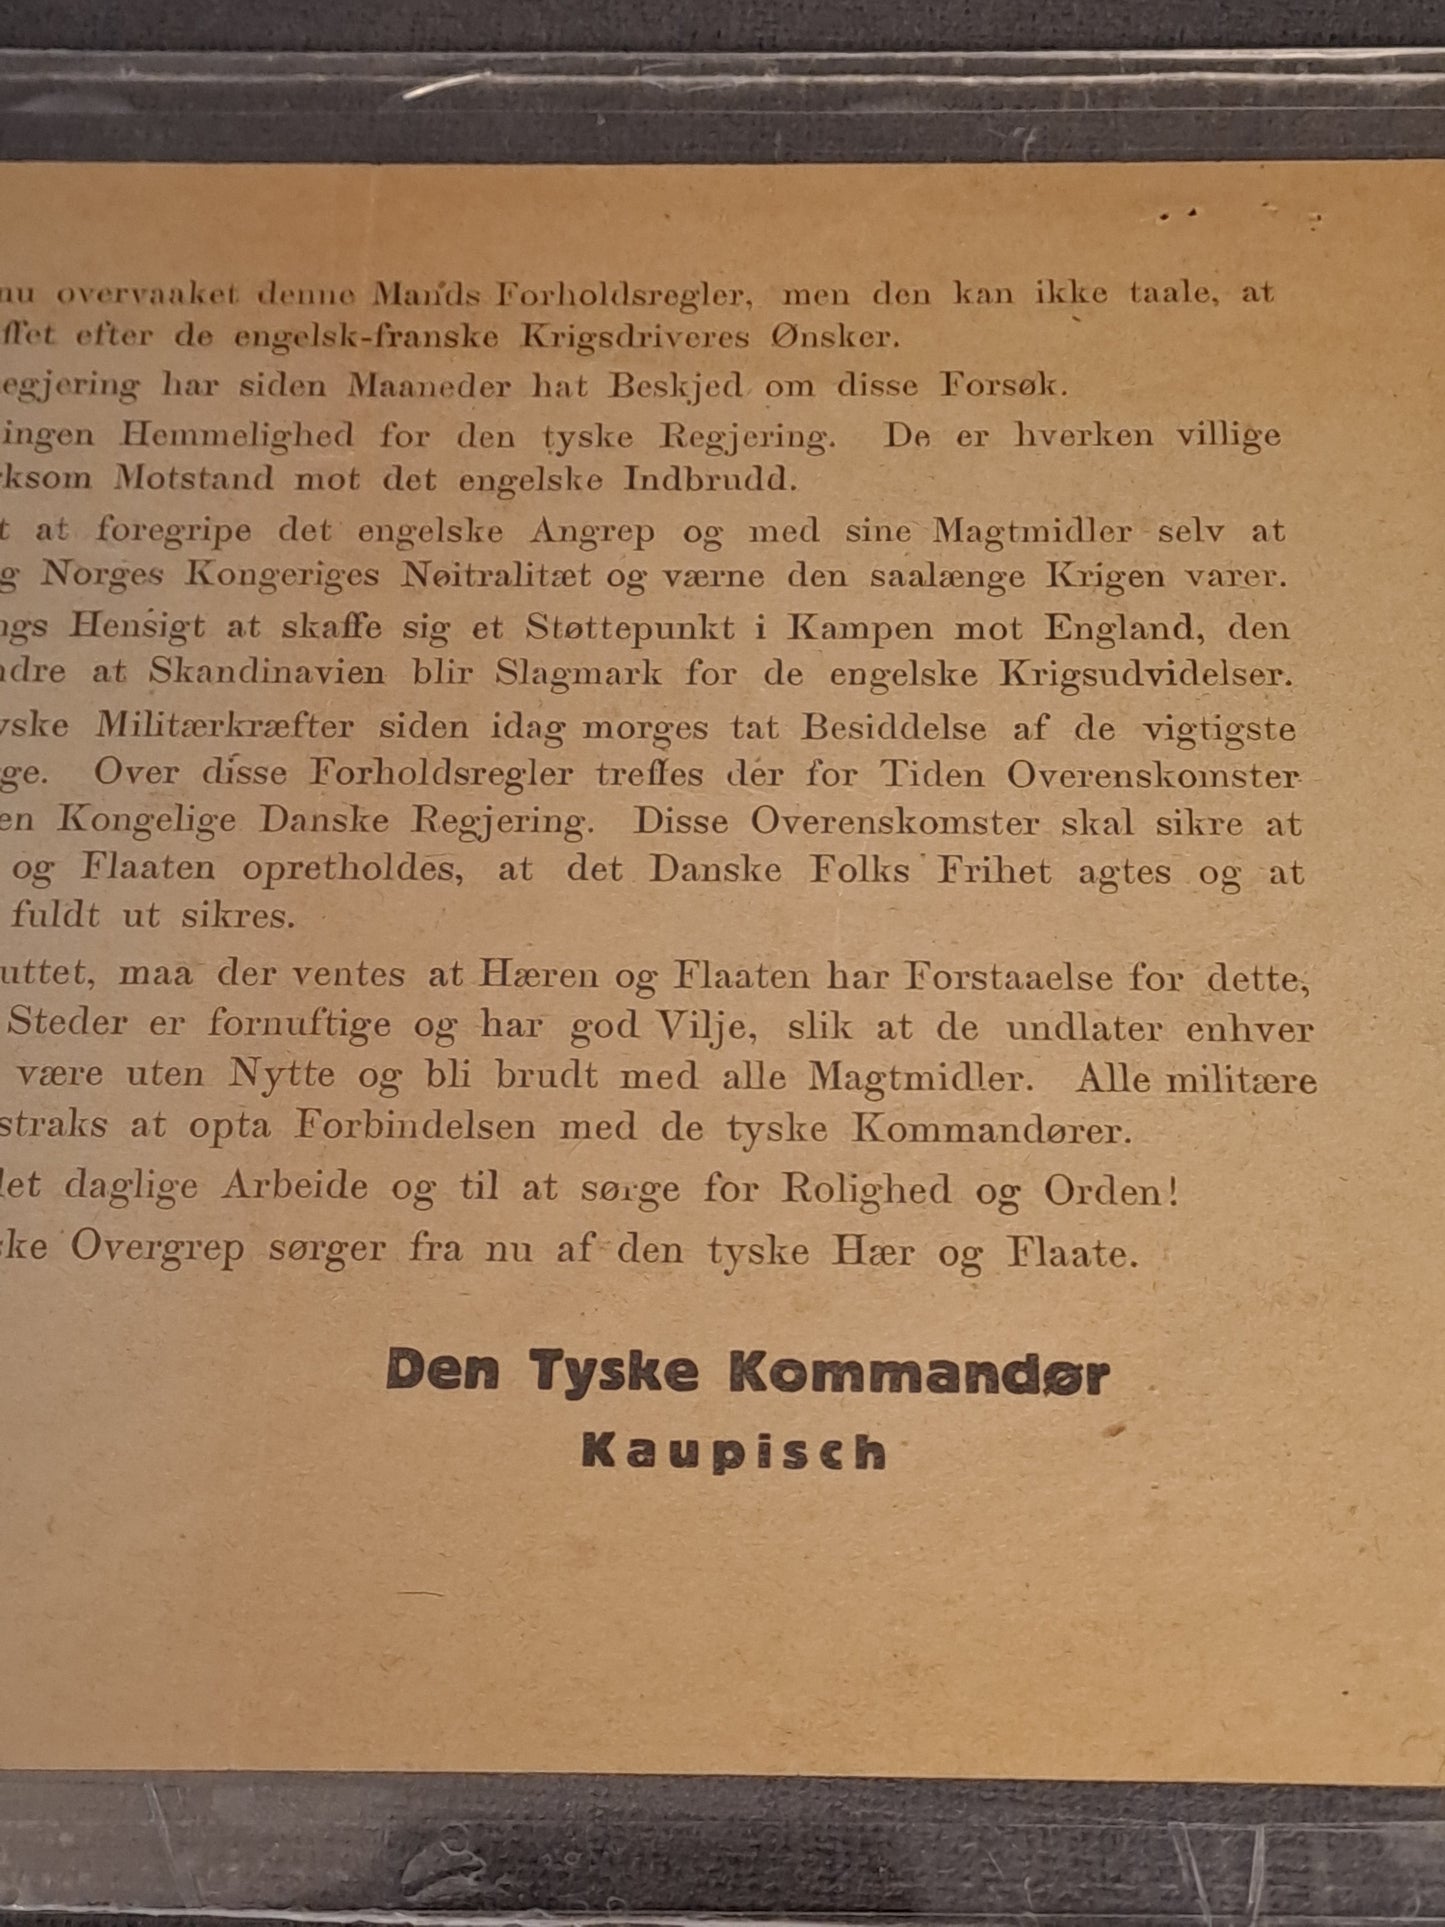 nu overvaaket denne Mands Forholdsregler, men den kan ikke taale, at
ffet efter de engelsk-franske Krigsdriveres Ønsker.
egjering har siden Maaneder hat Beskjed om disse Forsøk.
ingen Hemmelighed for den tyske Regjering. De er hverken villige
ksom Motstand mot det engelske Indbrudd.
t at foregripe det engelske Angrep og med sine Magtmidler selv at
g Norges Kongeriges Nøitralitæt og værne den saalænge Krigen varer.
ngs Hensigt at skaffe sig et Støttepunkt i Kampen mot England, den
ndre at Skandinavien blir Slagmark for de engelske Krigsudvidelser.
yske Militærkræfter siden idag morges tat Besiddelse af de vigtigste
ge. Over disse Forholdsregler treffes der for Tiden Overenskomster
en Kongelige Danske Regjering. Disse Overenskomster skal sikre at
og Flaaten opretholdes, at det Danske Folks Frihet agtes og at
fuldt ut sikres.
uttet, maa der ventes at Hæren og Flaaten har Forstaaelse for dette,
Steder er fornuftige og har god Vilje, slik at de undlater enhver
være uten Nytte og bli brudt med alle Magtmidler. Alle militære
straks at opta Forbindelsen med de tyske Kommandører.
let daglige Arbeide og til at sørge for Rolighed og Orden!
ske Overgrep sørger fra nu af den tyske Hær og Flaate.
Den Tyske Kommandør
Kaupisch